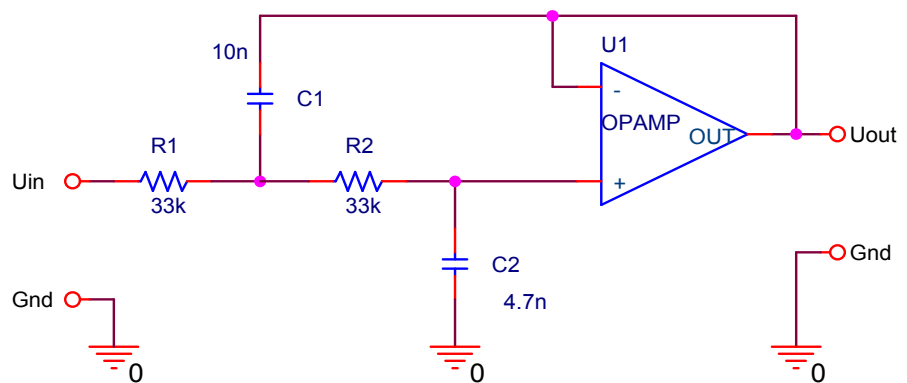 U1
10n
C1
-
OPAMP
OUT
Uout
R1
R2
Uin
+
33k
33k
C2
Gnd
Gnd
4.7n
0
0
0